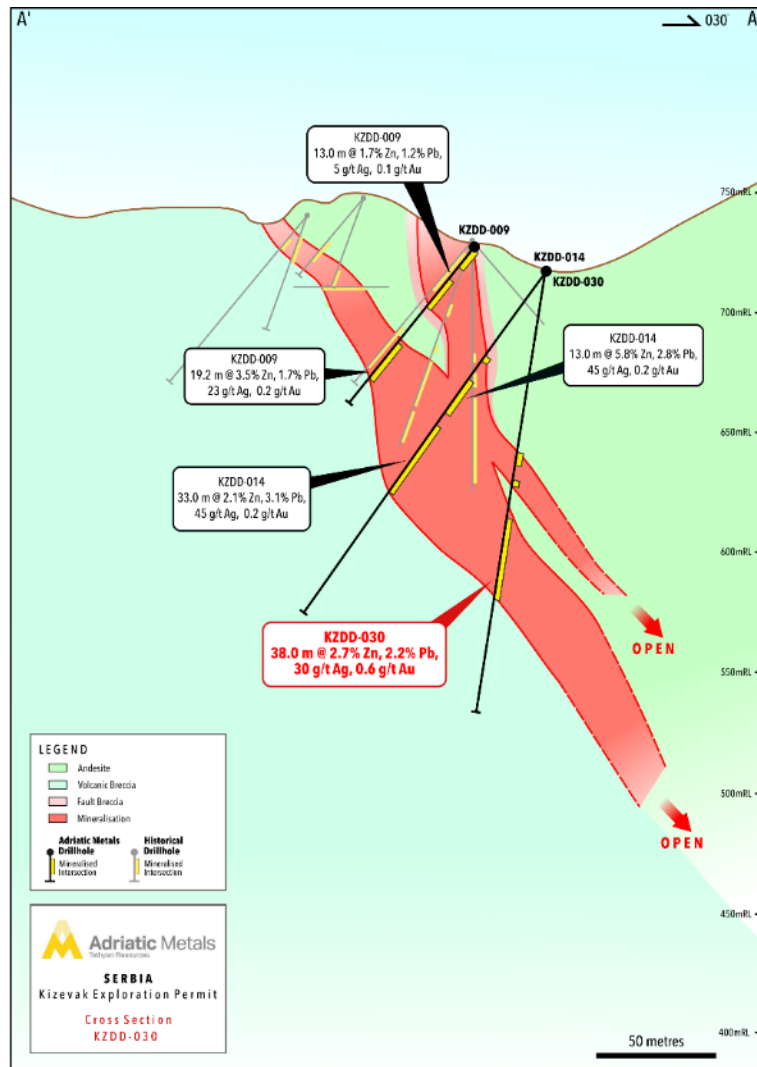 A'
030°
A
KZDD-009
13.0 m @ 1.7% Zn, 1.2% Pb,
5 g/t Ag, 0.1 g/t Au
750mRL
KZDD-009
KZDD-014
KZDD-030
700mRL
KZDD-014
13.0 m @ 5.8% Zn, 2.8% Pb,
45 g/t Ag, 0.2 g/t Au
KZDD-009
19.2 m @ 3.5% Zn, 1.7% Pb,
23 g/t Ag, 0.2 g/t Au
650mRL
KZDD-014
33.0 m @ 2.1% Zn, 3.1% Pb,
45 g/t Ag, 0.2 g/t Au
600mRL
KZDD-030
38.0 m @ 2.7% Zn, 2.2% Pb,
30 g/t Ag, 0.6 g/t Au
OPEN
550mRL
500mRL
OPEN
450mRL
400mRL
LEGEND
Andesite
Volcanic Breccia
Fault Breccia
Mineralisation
Adriatic Metals
Drillhole
Mineralised
Intersection
Historical
Drillhole
Mineralised
Intersection
Adriatic Metals
Tethyan Resources
SERBIA
Kizevak Exploration Permit
Cross Section
KZDD-030
50 metres